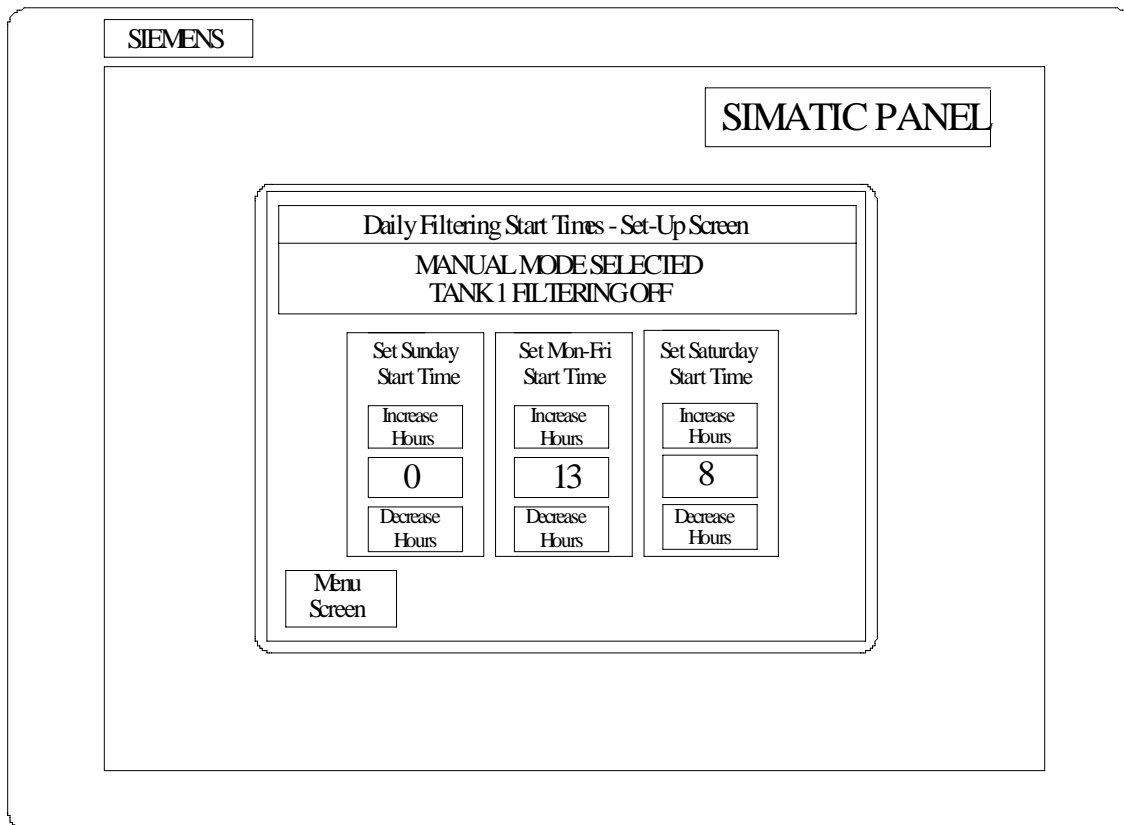 SIEMENS
SIMATIC PANEL
Daily Filtering Start Times - Set-Up Screen
MANUAL MODE SELECTED
TANK 1 FILTERING OFF
Set Sunday
Start Time
Increase
Hours
0
Decrease
Hours
Set Mon-Fri
Start Time
Increase
Hours
13
Decrease
Hours
Set Saturday
Start Time
Increase
Hours
8
Decrease
Hours
Menu
Screen